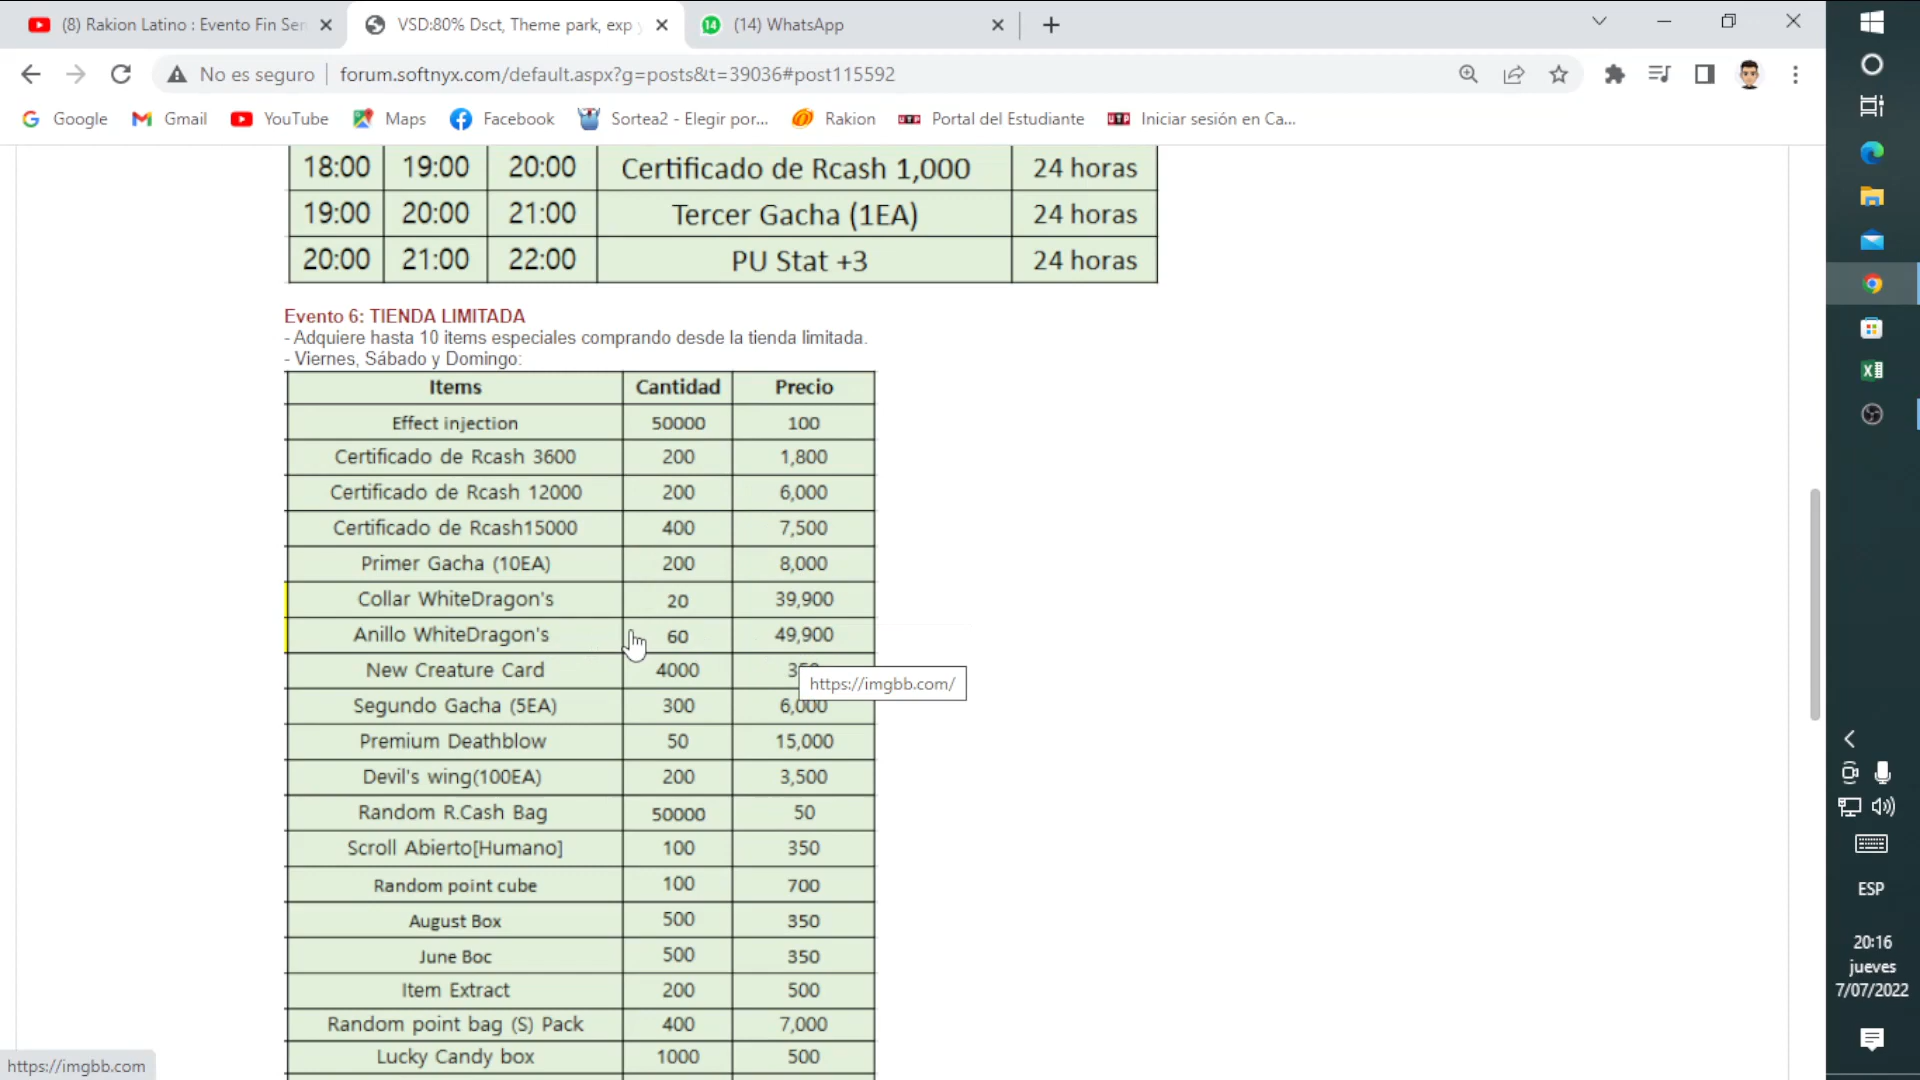 (8) Rakion Latino : Evento Fin Ser
VSD:80% Dsct, Theme park, exp y
14 (14) WhatsApp
No es seguro forum.softnyx.com/default.aspx?g=posts&t=39036#post115592
Google Gmail YouTube Maps Facebook Sortea2 - Elegir por... Rakion UTP Portal del Estudiante UTP Iniciar sesión en Ca...
18:00 19:00 20:00 Certificado de Rcash 1,000 24 horas
19:00 20:00 21:00 Tercer Gacha (1EA) 24 horas
20:00 21:00 22:00 PU Stat +3 24 horas
Evento 6: TIENDA LIMITADA
- Adquiere hasta 10 items especiales comprando desde la tienda limitada.
- Viernes, Sábado y Domingo:
Items Cantidad Precio
Effect injection 50000 100
Certificado de Rcash 3600 200 1,800
Certificado de Rcash 12000 200 6,000
Certificado de Rcash15000 400 7,500
Primer Gacha (10EA) 200 8,000
Collar WhiteDragon's 20 39,900
Anillo WhiteDragon's 60 49,900
New Creature Card 4000
https://imgbb.com/
Segundo Gacha (5EA) 300 6,000
Premium Deathblow 50 15,000
Devil's wing(100EA) 200 3,500
Random R.Cash Bag 50000 50
Scroll Abierto[Humano] 100 350
Random point cube 100 700
August Box 500 350
June Boc 500 350
Item Extract 200 500
Random point bag (S) Pack 400 7,000
Lucky Candy box 1000 500
https://imgbb.com
ESP
20:16
jueves
7/07/2022